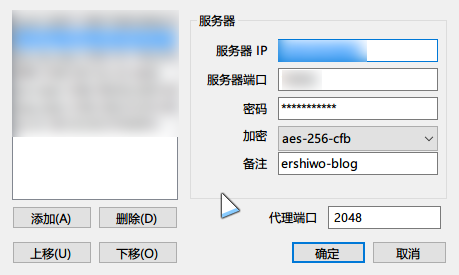 服务器
服务器 IP
服务器端口
密码 ***********
加密 aes-256-cfb
备注 ershiwo-blog
添加(A) 删除(D) 代理端口 2048
上移(U) 下移(O) 确定 取消